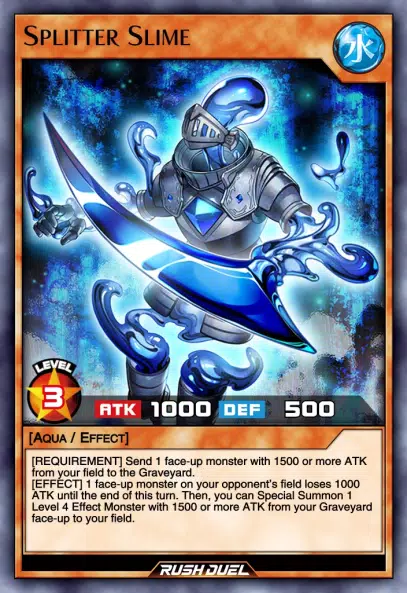 Splitter Slime
水
LEVEL
3
ATK 1000 DEF 500
[Aqua / Effect]
[REQUIREMENT] Send 1 face-up monster with 1500 or more ATK
from your field to the Graveyard.
[EFFECT] 1 face-up monster on your opponent's field loses 1000
ATK until the end of this turn. Then, you can Special Summon 1
Level 4 Effect Monster with 1500 or more ATK from your Graveyard
face-up to your field.
RUSH DUEL